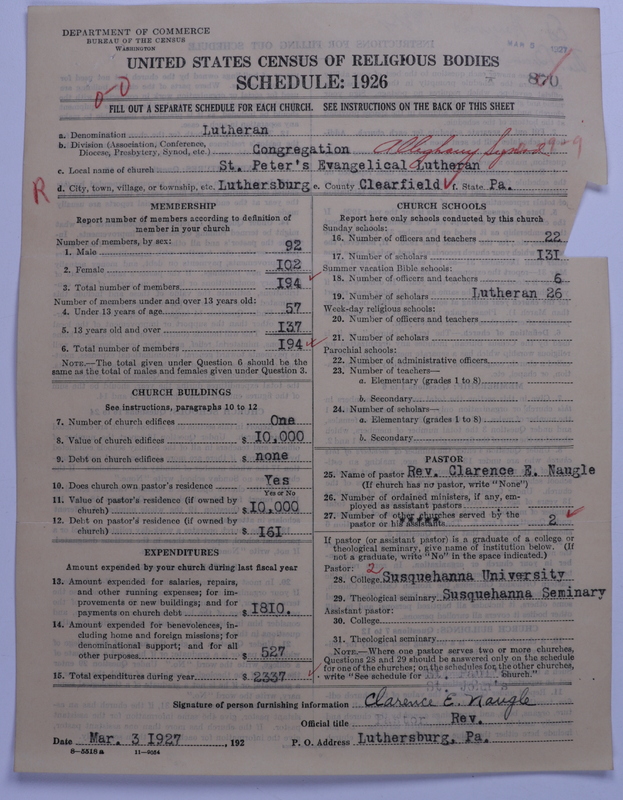 DEPARTMENT OF COMMERCE
BUREAU OF THE CENSUS
WASHINGTON
UNITED STATES CENSUS OF RELIGIOUS BODIES
SCHEDULE: 1926
870
0-0
FILL OUT A SEPARATE SCHEDULE FOR EACH CHURCH. SEE INSTRUCTIONS ON THE BACK OF THIS SHEET
a. Denomination Lutheran
b. Division (Association, Conference, Diocese, Presbytery, Synod, etc.) Congregation Alleghany Synod
c. Local name of church St. Peter's Evangelical Lutheran
R
d. City, town, village, or township, etc. Luthersburg e. County Clearfield f. State Pa.
MEMBERSHIP
Report number of members according to definition of
member in your church
Number of members, by sex:
1. Male 92
2. Female 102
3. Total number of members 194
Number of members under and over 13 years old:
4. Under 13 years of age 57
5. 13 years old and over 137
6. Total number of members 194
NOTE.—The total given under Question 6 should be the
same as the total of males and females given under Question 3.
CHURCH BUILDINGS
See instructions, paragraphs 10 to 12
7. Number of church edifices One
8. Value of church edifices $ 10,000
9. Debt on church edifices $ none
10. Does church own pastor's residence? Yes
Yes or No
11. Value of pastor's residence (if owned by
church) $ 10,000
12. Debt on pastor's residence (if owned by
church) $ 161
EXPENDITURES
Amount expended by your church during last fiscal year
13. Amount expended for salaries, repairs,
and other running expenses; for im-
provements or new buildings; and for
payments on church debt $ 1810.
14. Amount expended for benevolences, in-
cluding home and foreign missions; for
denominational support; and for all
other purposes $ 527
15. Total expenditures during year $ 2337
CHURCH SCHOOLS
Report here only schools conducted by this church
Sunday schools:
16. Number of officers and teachers 22
17. Number of scholars 131
Summer vacation Bible schools:
18. Number of officers and teachers 6
19. Number of scholars Lutheran 26
Week-day religious schools:
20. Number of officers and teachers
21. Number of scholars
Parochial schools:
22. Number of administrative officers
23. Number of teachers—
a. Elementary (grades 1 to 8)
b. Secondary
24. Number of scholars—
a. Elementary (grades 1 to 8)
b. Secondary
PASTOR
25. Name of pastor Rev. Clarence E. Naugle
(If church has no pastor, write "None")
26. Number of ordained ministers, if any, em-
ployed as assistant pastors
27. Number of other churches served by the
pastor or his assistants 2
If pastor (or assistant pastor) is a graduate of a college or
theological seminary, give name of institution below. (If
not a graduate, write "No" in the space indicated.)
Pastor: 2
28. College Susquehanna University
29. Theological seminary Susquehanna Seminary
Assistant pastor:
30. College
31. Theological seminary
NOTE.—Where one pastor serves two or more churches,
Questions 28 and 29 should be answered only on the schedule
for one of the churches; on the schedules for the other churches,
write "See schedule for Church."
Signature of person furnishing information Clarence E. Naugle
Official title Pastor Rev.
Date Mar. 3 1927, 192 P. O. Address Luthersburg, Pa.
8-5518a 11-9054